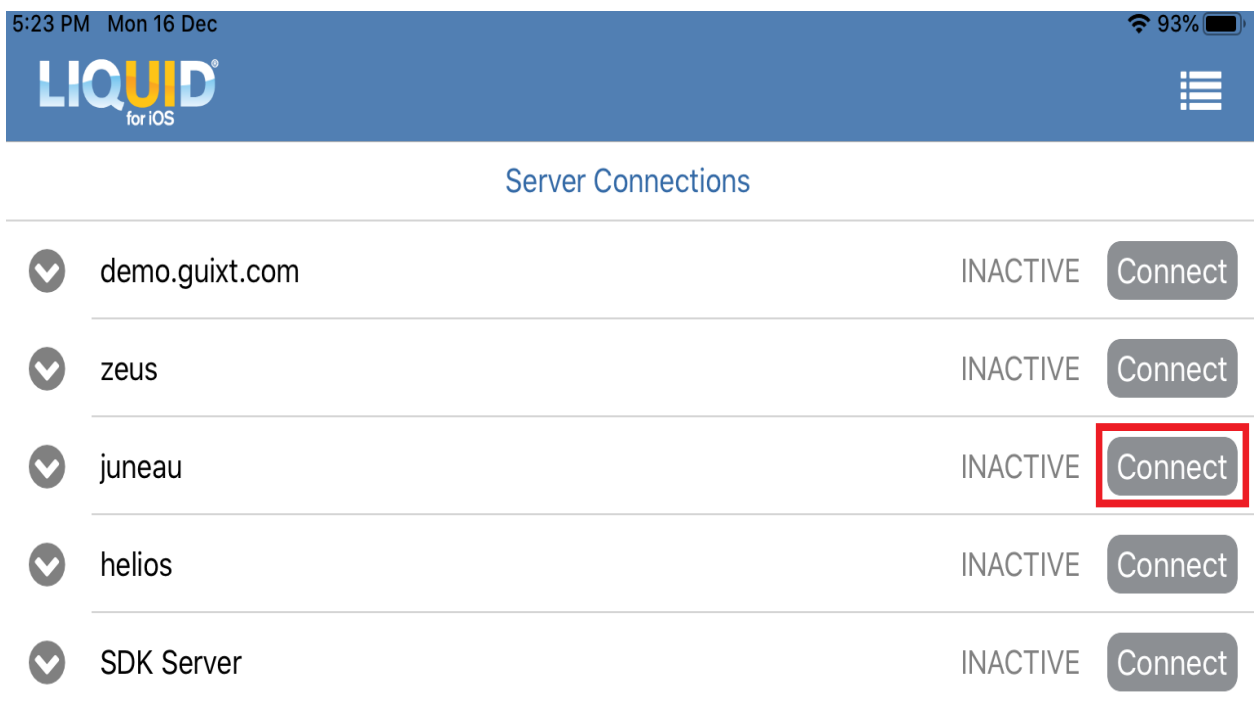 5:23 PM Mon 16 Dec 93%
LIQUID®
for iOS
Server Connections
demo.guixt.com INACTIVE Connect
zeus INACTIVE Connect
juneau INACTIVE Connect
helios INACTIVE Connect
SDK Server INACTIVE Connect